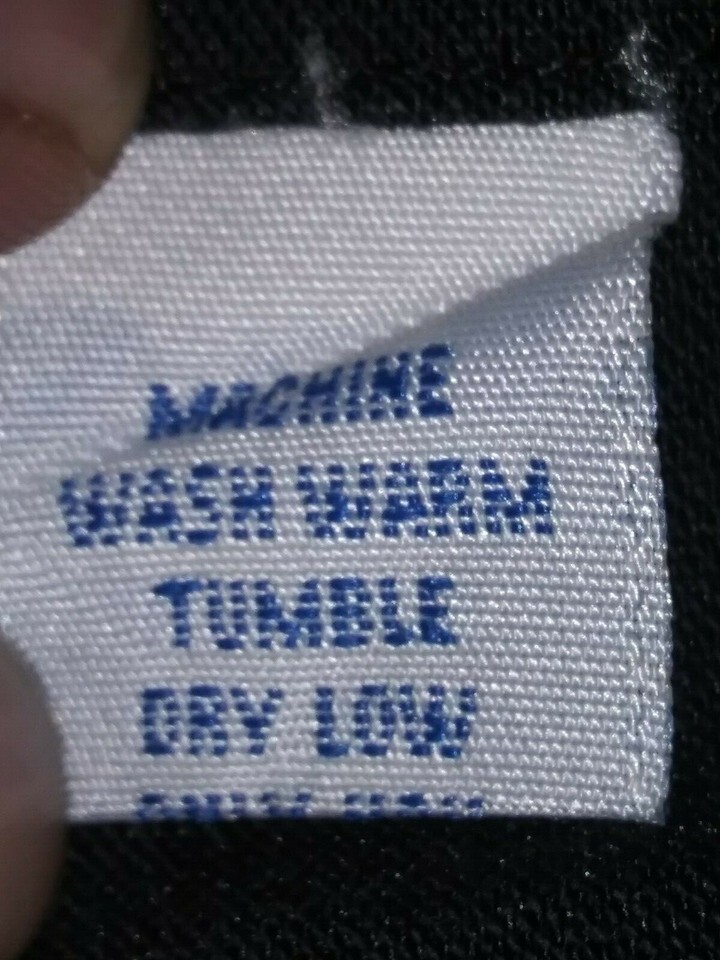 MACHINE
WASH WARM
TUMBLE
DRY LOW